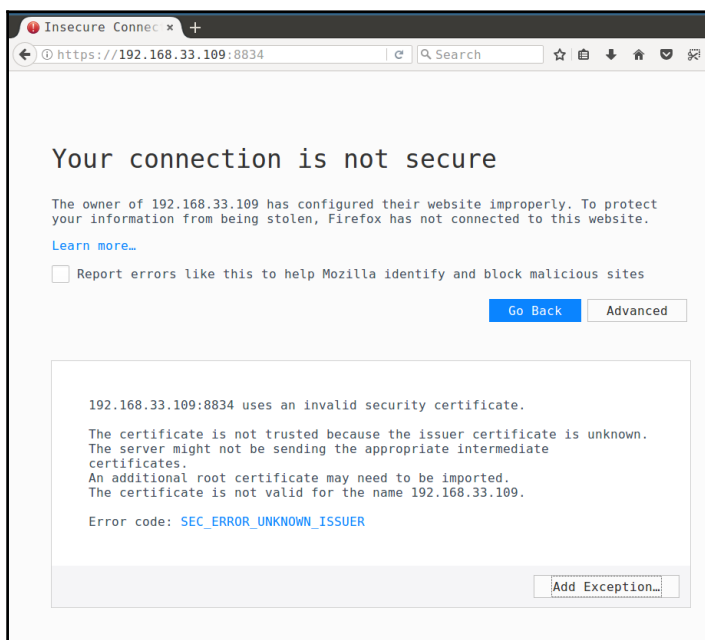 Insecure Connec
https://192.168.33.109:8834
Search
Your connection is not secure
The owner of 192.168.33.109 has configured their website improperly. To protect
your information from being stolen, Firefox has not connected to this website.
Learn more…
Report errors like this to help Mozilla identify and block malicious sites
Go Back
Advanced
192.168.33.109:8834 uses an invalid security certificate.
The certificate is not trusted because the issuer certificate is unknown.
The server might not be sending the appropriate intermediate
certificates.
An additional root certificate may need to be imported.
The certificate is not valid for the name 192.168.33.109.
Error code: SEC_ERROR_UNKNOWN_ISSUER
Add Exception…